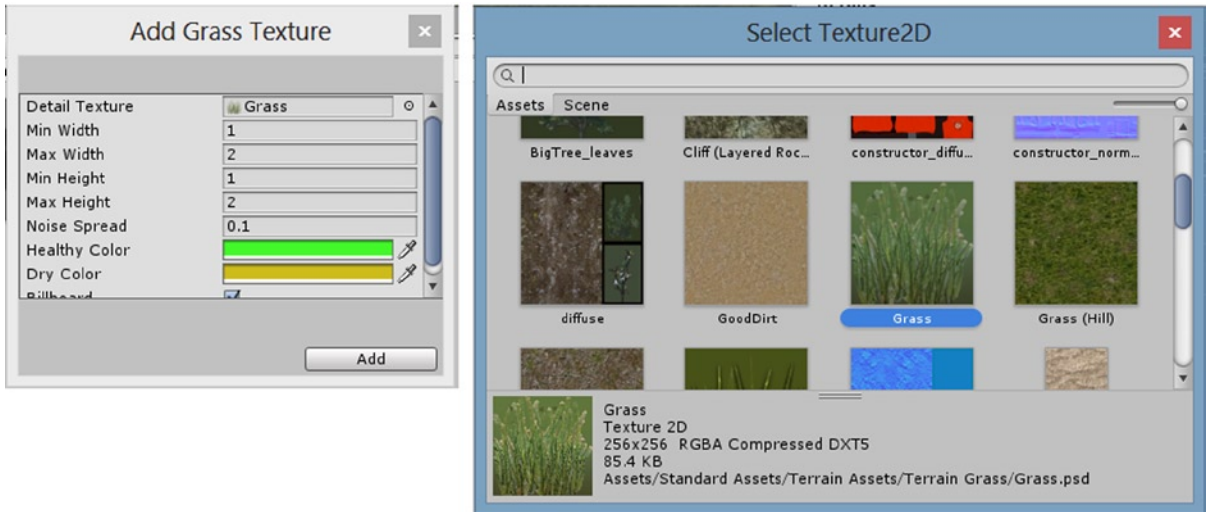 Add Grass Texture
Detail Texture
Grass
Min Width
1
Max Width
2
Min Height
1
Max Height
2
Noise Spread
0.1
Healthy Color
Dry Color
Billboard
Add
Select Texture2D
Assets Scene
BigTree_leaves
Cliff (Layered Roc...
constructor_diffu...
constructor_norm...
diffuse
GoodDirt
Grass
Grass (Hill)
Grass
Texture 2D
256x256 RGBA Compressed DXT5
85.4 KB
Assets/Standard Assets/Terrain Assets/Terrain Grass/Grass.psd